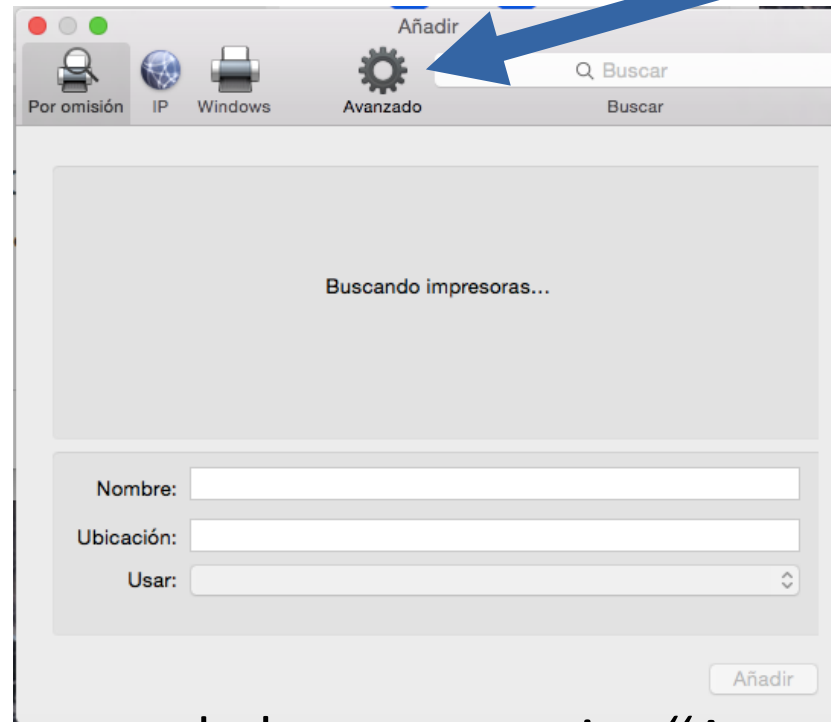 Añadir
Por omisión IP Windows Avanzado Buscar
Buscar
Buscando impresoras...
Nombre:
Ubicación:
Usar:
Añadir